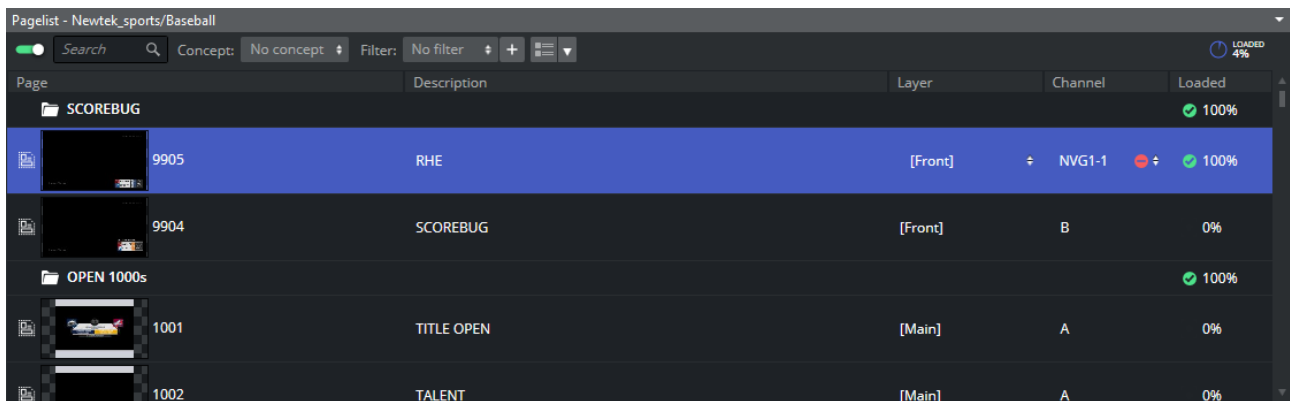 Pagelist - Newtek_sports/Baseball
Search Concept: No concept Filter: No filter + LOADED 4%
Page Description Layer Channel Loaded
SCOREBUG 100%
9905 RHE [Front] NVG1-1 100%
9904 SCOREBUG [Front] B 0%
OPEN 1000s 100%
1001 TITLE OPEN [Main] A 0%
1002 TALENT [Main] A 0%